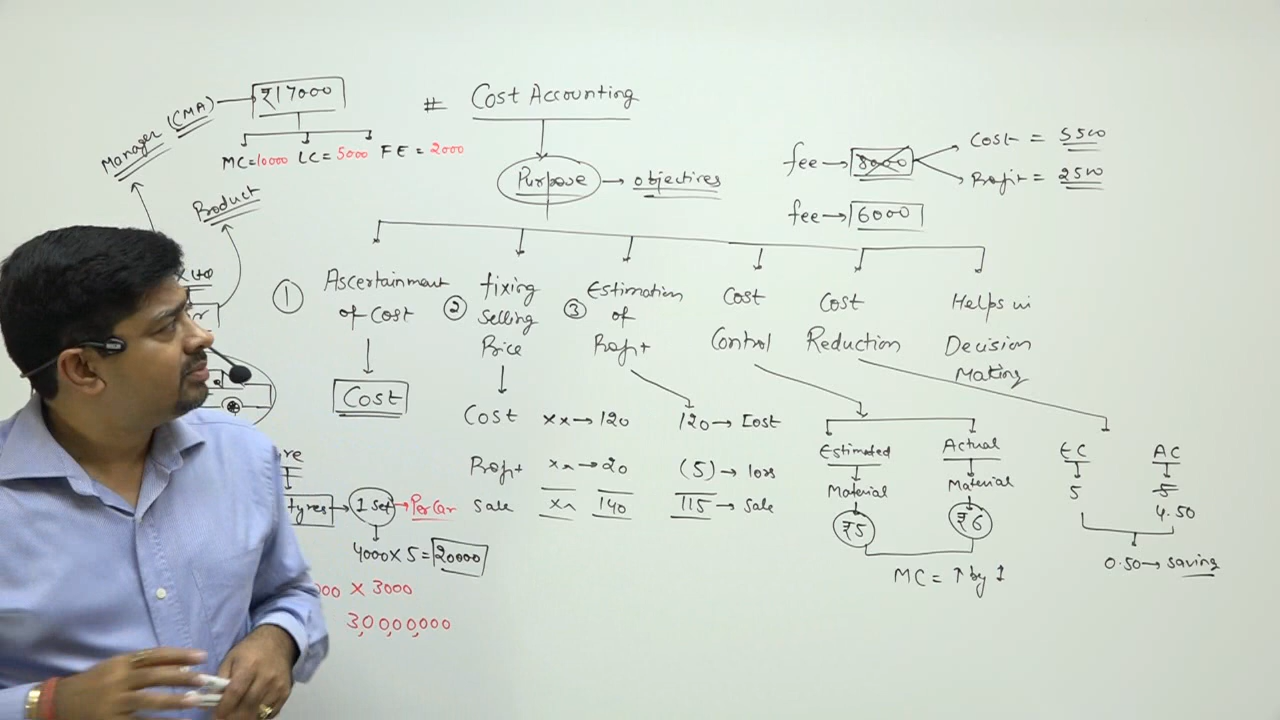 Manager (CMA)
₹17000
MC=10000 LC=5000 FE=2000
Product
# Cost Accounting
Purpose → objectives
fee → 8000
Cost = 5500
Profit = 2500
fee → 6000
① Ascertainment
of Cost
Cost
② fixing
Selling
Price
③ Estimation
of
Profit
Cost
Control
Cost
Reduction
Helps in
Decision
Making
Cost xx → 120
Profit xx → 20
Sale xx 140
120 → Cost
(5) → loss
115 → Sale
Estimated
Material
₹5
Actual
Material
₹6
MC = ↑ by 1
EC
5
AC
5
4.50
0.50 → saving
tyres → 1 set → Per Car
4000 X 5 = 20000
000 X 3000
3,0,00,0,000